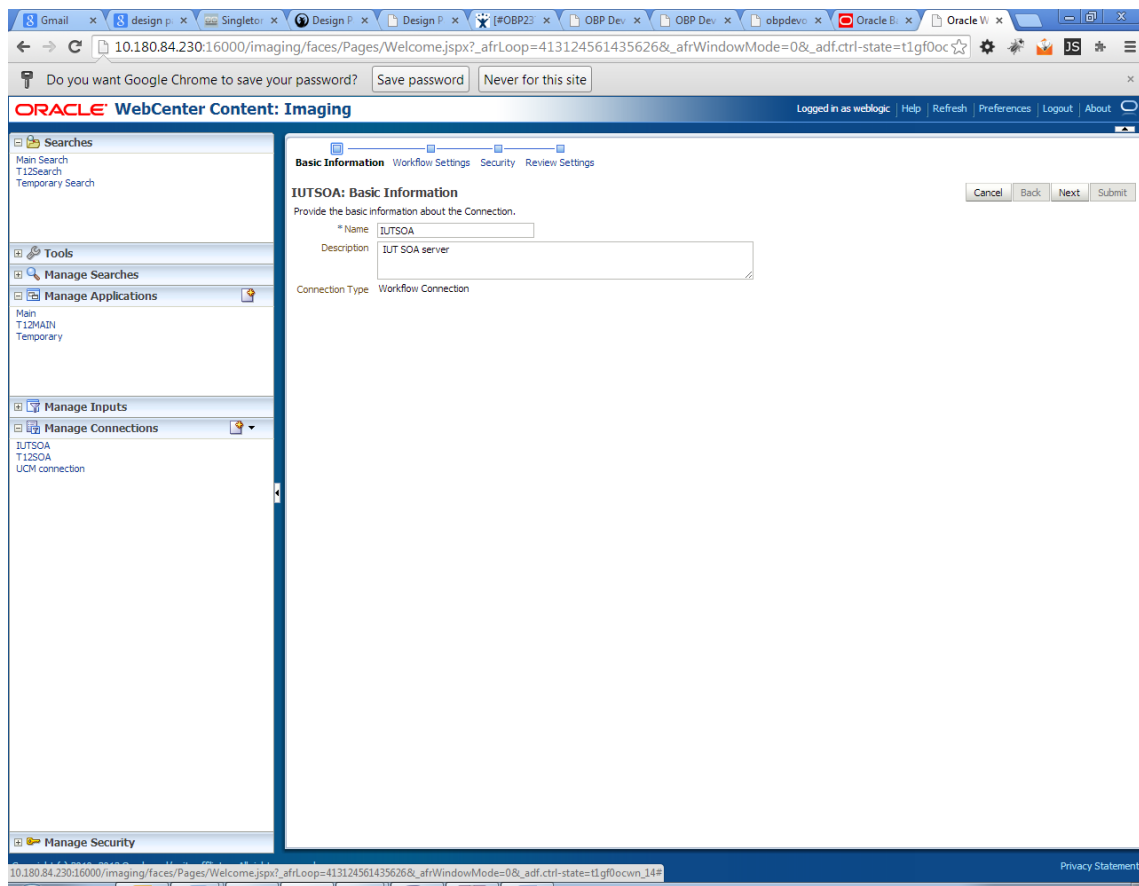 Gmail
design p
Singletor
Design P
Design P
[#OBP23
OBP Dev
OBP Dev
obpdevo
Oracle B
Oracle W
10.180.84.230:16000/imaging/faces/Pages/Welcome.jspx?_afrLoop=413124561435626&_afrWindowMode=0&_adf.ctrl-state=t1gf0oc
JS
Do you want Google Chrome to save your password? Save password Never for this site
ORACLE WebCenter Content: Imaging
Logged in as weblogic Help Refresh Preferences Logout About
Searches
Main Search
T12Search
Temporary Search
Tools
Manage Searches
Manage Applications
Main
T12MAIN
Temporary
Manage Inputs
Manage Connections
IUTSOA
T12SOA
UCM connection
Manage Security
Basic Information Workflow Settings Security Review Settings
IUTSOA: Basic Information
Cancel Back Next Submit
Provide the basic information about the Connection.
* Name IUTSOA
Description IUT SOA server
Connection Type Workflow Connection
10.180.84.230:16000/imaging/faces/Pages/Welcome.jspx?_afrLoop=413124561435626&_afrWindowMode=0&_adf.ctrl-state=t1gf0ocwn_14#
Privacy Statement